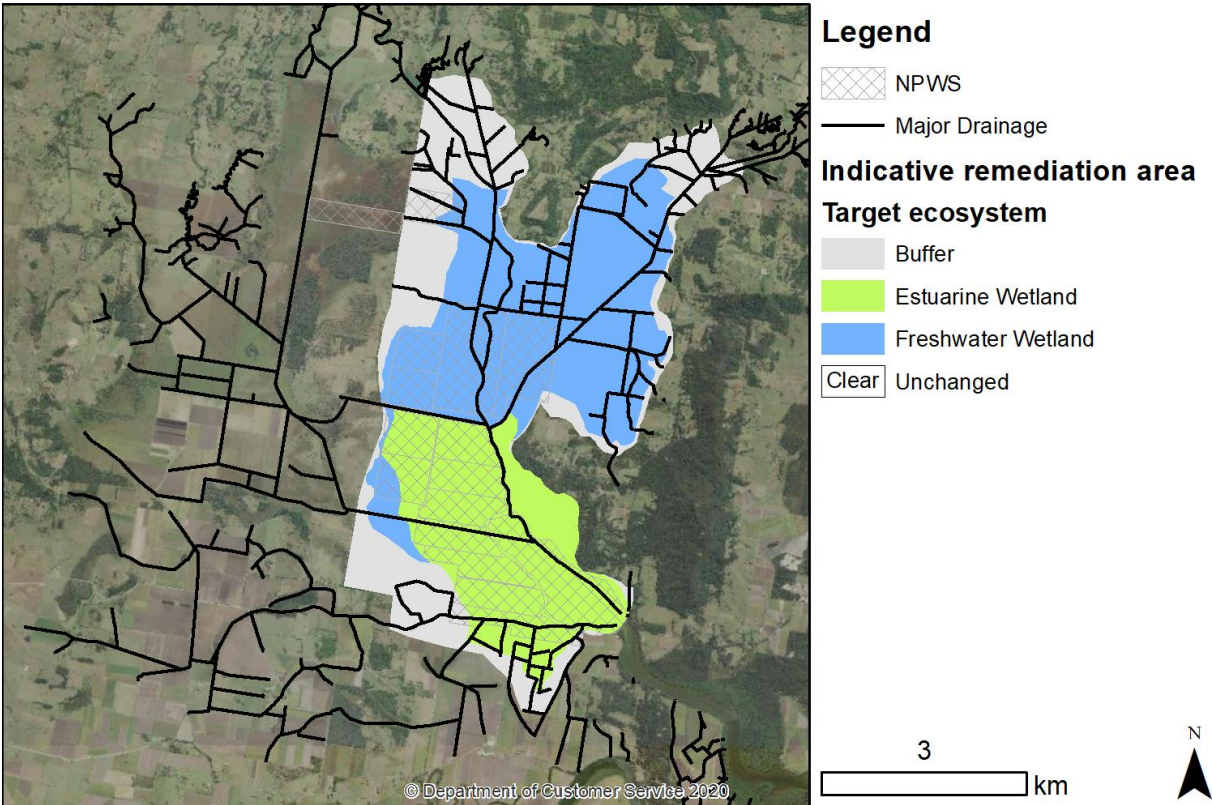 Legend
NPWS
Major Drainage
Indicative remediation area
Target ecosystem
Buffer
Estuarine Wetland
Freshwater Wetland
Clear Unchanged
N
3
km
© Department of Customer Service 2020